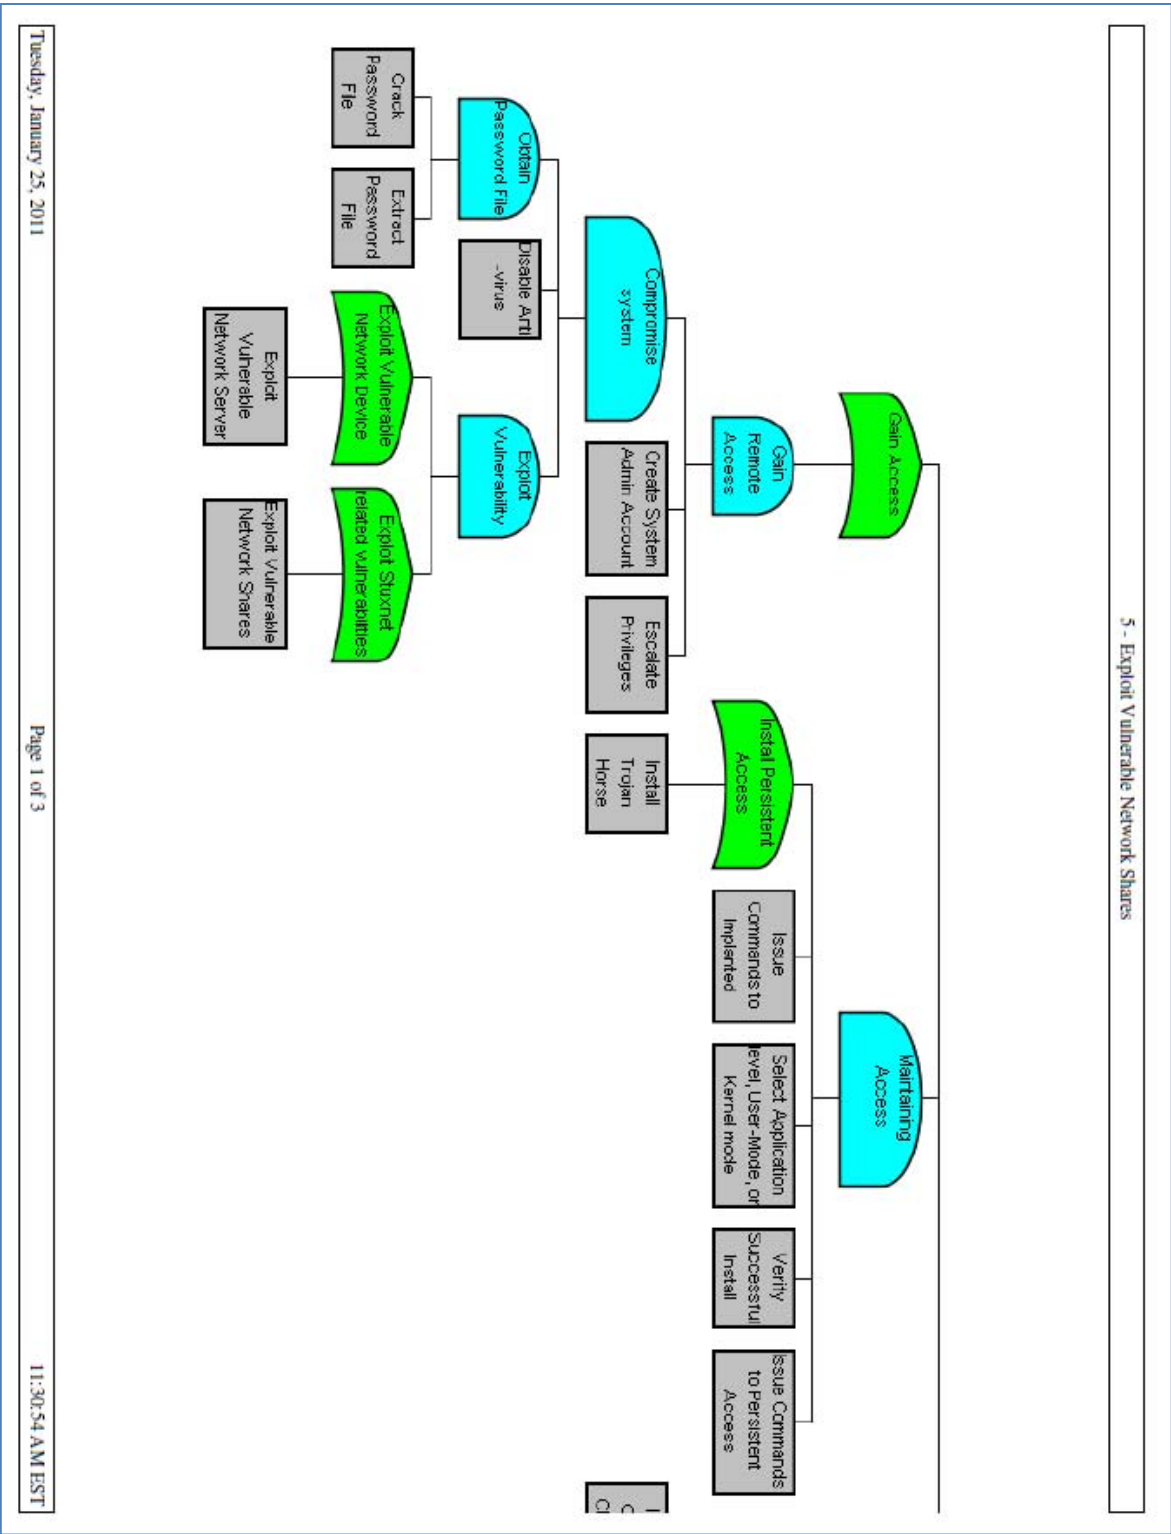 5 - Exploit Vulnerable Network Shares
Gain Access
Maintaining
Access
Gain
Remote
Access
Install Persistent
Access
Issue
Commands to
Implanted
Select Application
level, User-Mode, or
Kernel mode
Verify
Successful
Install
Issue Commands
to Persistent
Access
Compromise
system
Create System
Admin Account
Escalate
Privileges
Install
Trojan
Horse
Obtain
Password File
Disable Anti
-virus
Exploit
Vulnerability
Crack
Password
File
Extract
Password
File
Exploit Vulnerable
Network Device
Exploit Stuxnet
related vulnerabilities
Exploit
Vulnerable
Network Server
Exploit Vulnerable
Network Shares
Tuesday, January 25, 2011
Page 1 of 3
11:30:54 AM EST